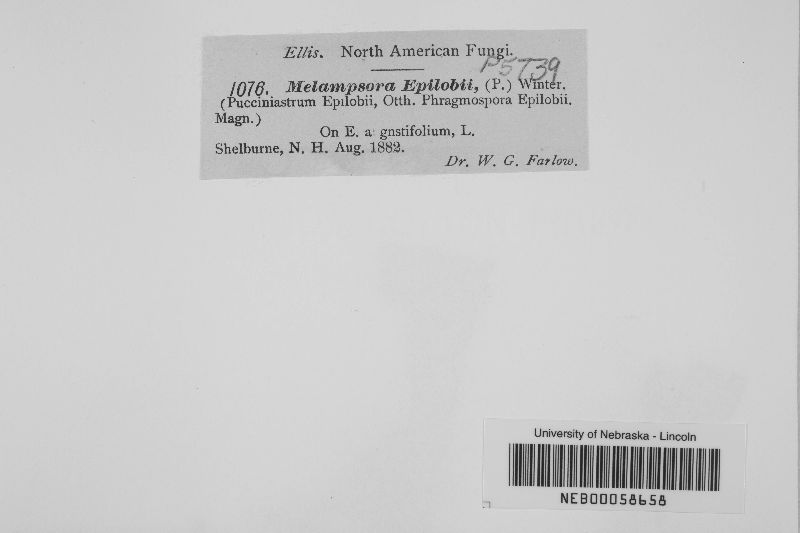 Ellis. North American Fungi.
P5739
1076. Melampsora Epilobii, (P.) Winter.
(Pucciniastrum Epilobii, Otth. Phragmospora Epilobii.
Magn.)
On E. a gnstifolium, L.
Shelburne, N. H. Aug. 1882.
Dr. W. G. Farlow.
University of Nebraska - Lincoln
NEB00058658